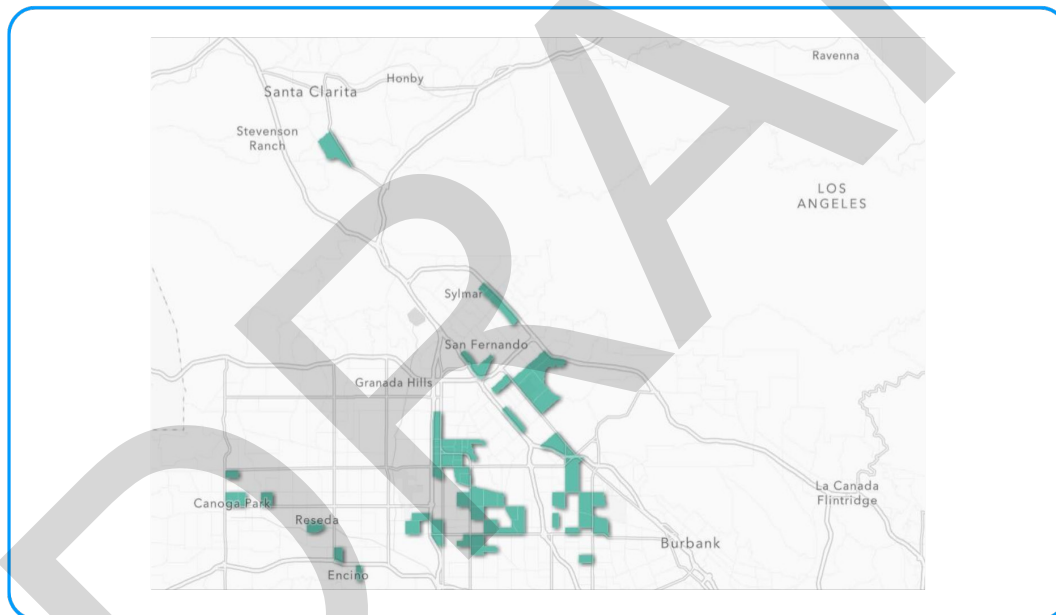 Ravenna
Honby
Santa Clarita
Stevenson
Ranch
LOS
ANGELES
Sylmar
San Fernando
Granada Hills
La Canada
Flintridge
Canoga Park
Reseda
Burbank
Encino
DRAFT